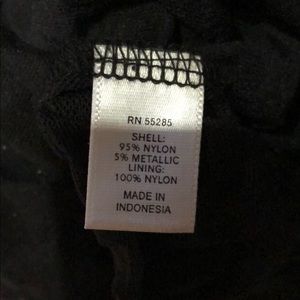 RN 55285
SHELL:
95% NYLON
5% METALLIC
LINING:
100% NYLON
MADE IN
INDONESIA